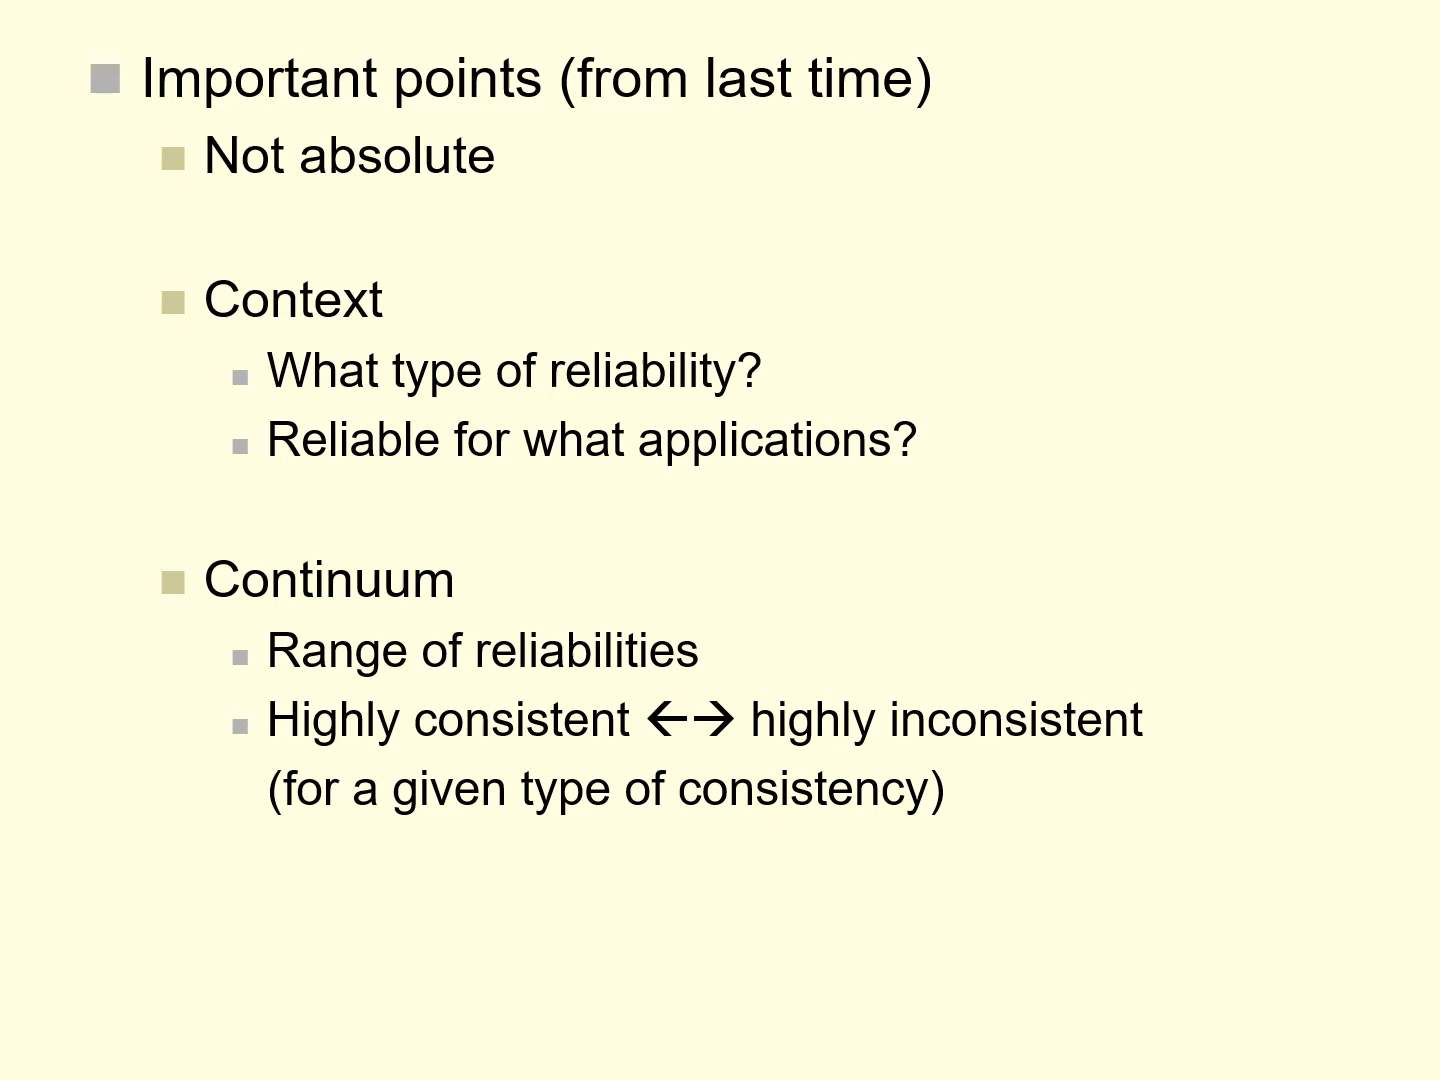 Important points (from last time)
Not absolute
Context
What type of reliability?
Reliable for what applications?
Continuum
Range of reliabilities
Highly consistent ←→ highly inconsistent
(for a given type of consistency)